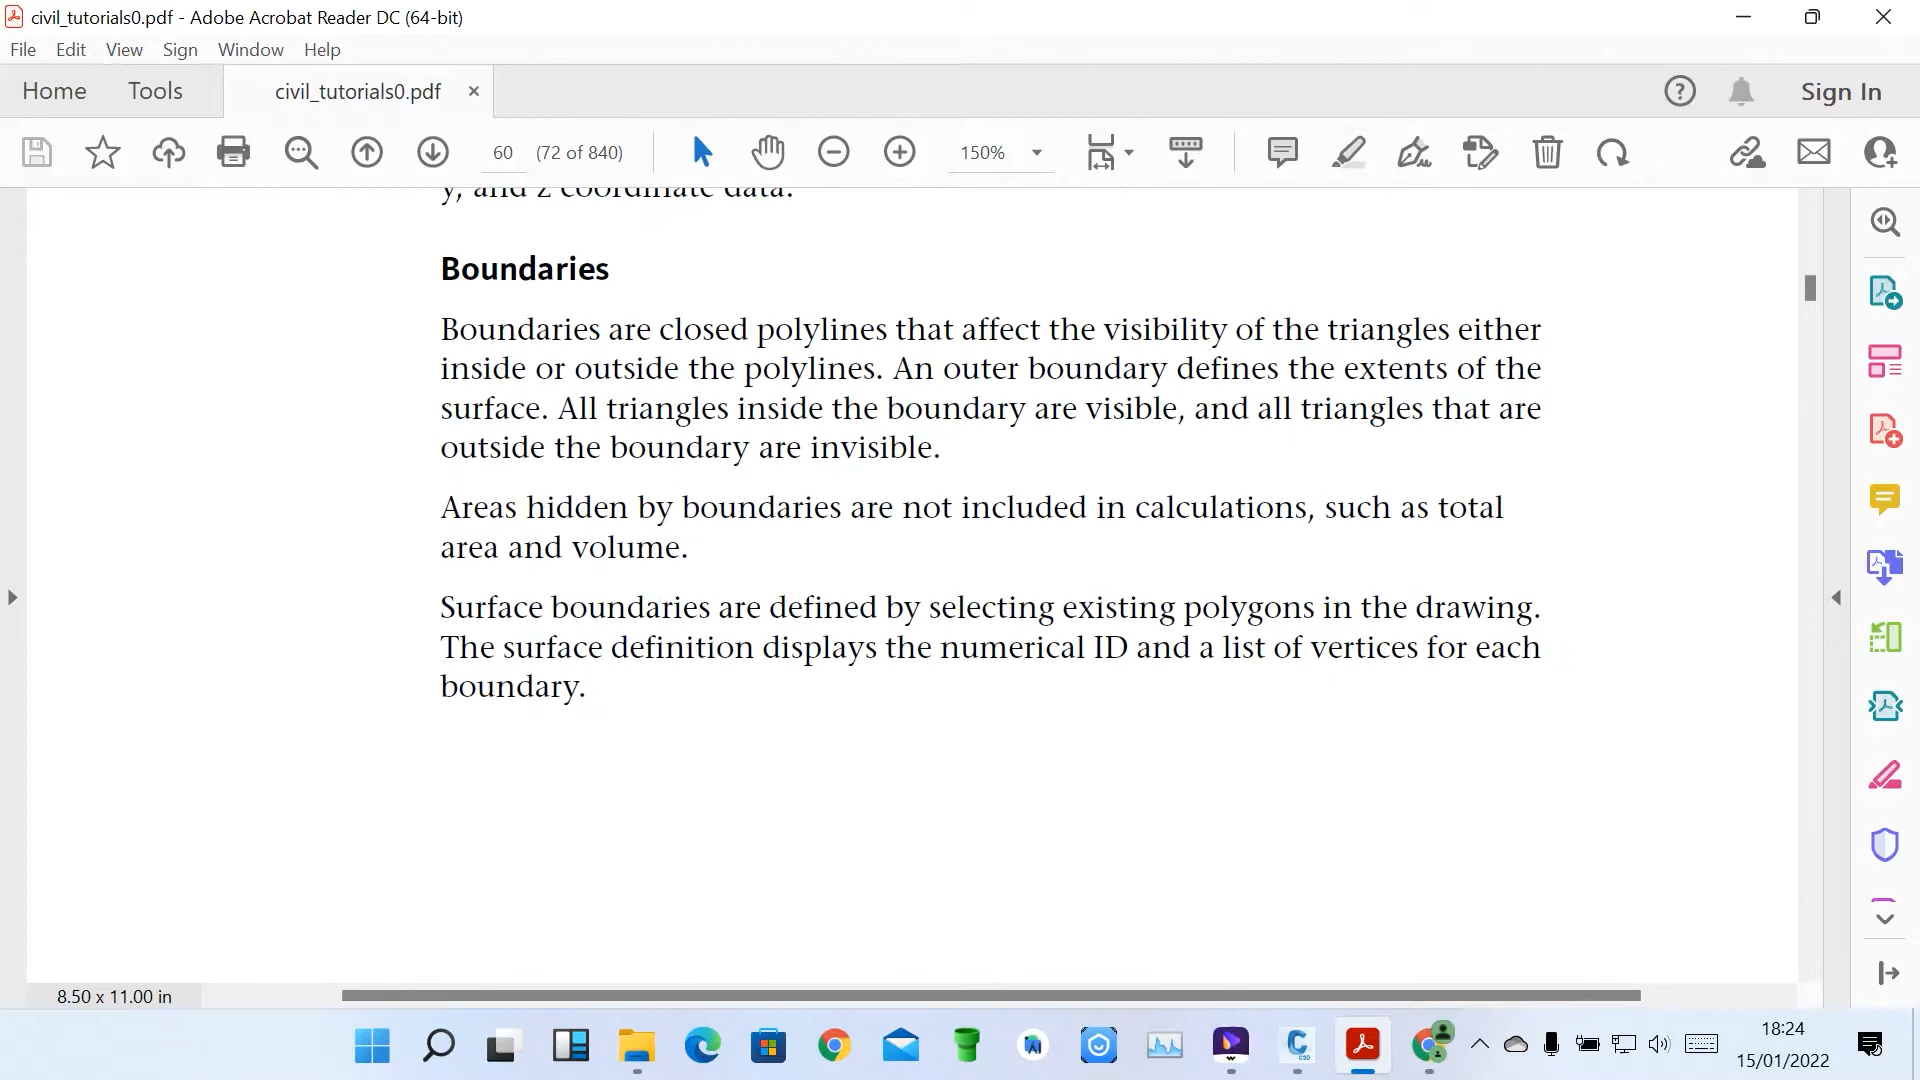 civil_tutorials0.pdf - Adobe Acrobat Reader DC (64-bit)
File Edit View Sign Window Help
Home Tools civil_tutorials0.pdf × Sign In
60 (72 of 840) 150%
y, and z coordinate data.
Boundaries
Boundaries are closed polylines that affect the visibility of the triangles either
inside or outside the polylines. An outer boundary defines the extents of the
surface. All triangles inside the boundary are visible, and all triangles that are
outside the boundary are invisible.
Areas hidden by boundaries are not included in calculations, such as total
area and volume.
Surface boundaries are defined by selecting existing polygons in the drawing.
The surface definition displays the numerical ID and a list of vertices for each
boundary.
8.50 x 11.00 in
18:24
15/01/2022